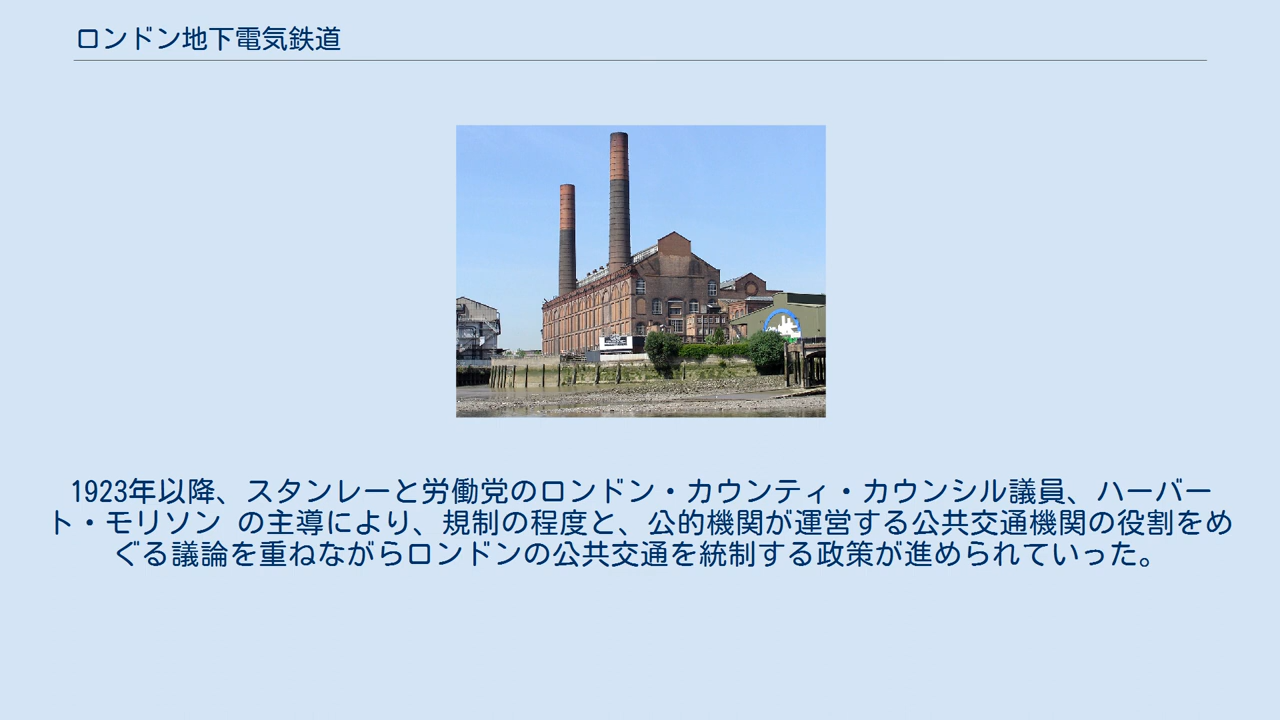 ロンドン地下電気鉄道
1923年以降、スタンレーと労働党のロンドン・カウンティ・カウンシル議員、ハーバー
ト・モリソン の主導により、規制の程度と、公的機関が運営する公共交通機関の役割をめ
ぐる議論を重ねながらロンドンの公共交通を統制する政策が進められていった。